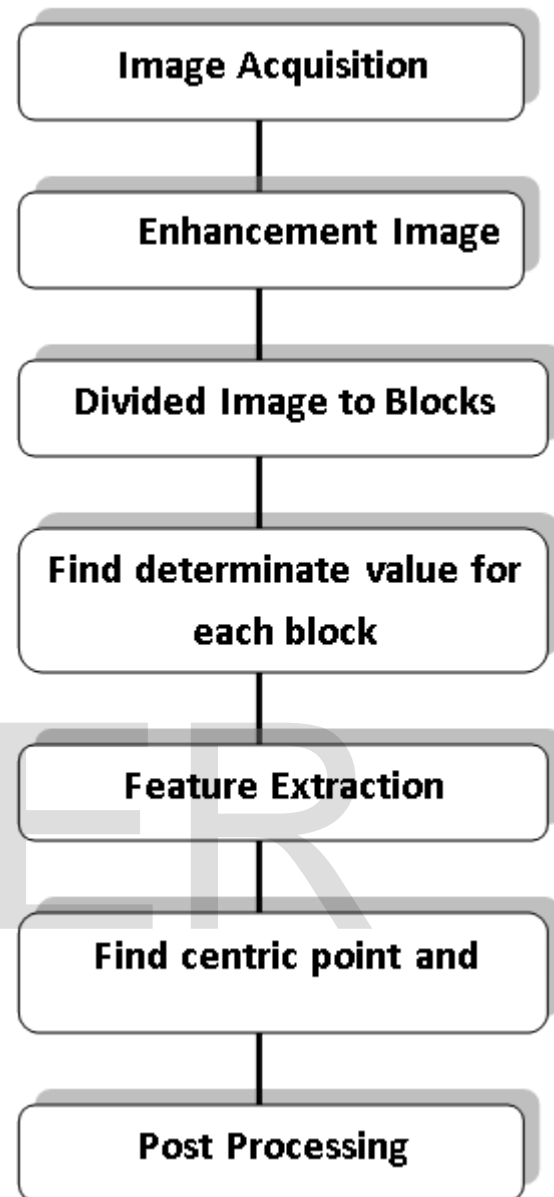 Image Acquisition
Enhancement Image
Divided Image to Blocks
Find determinate value for
each block
Feature Extraction
ER
Find centric point and
Post Processing